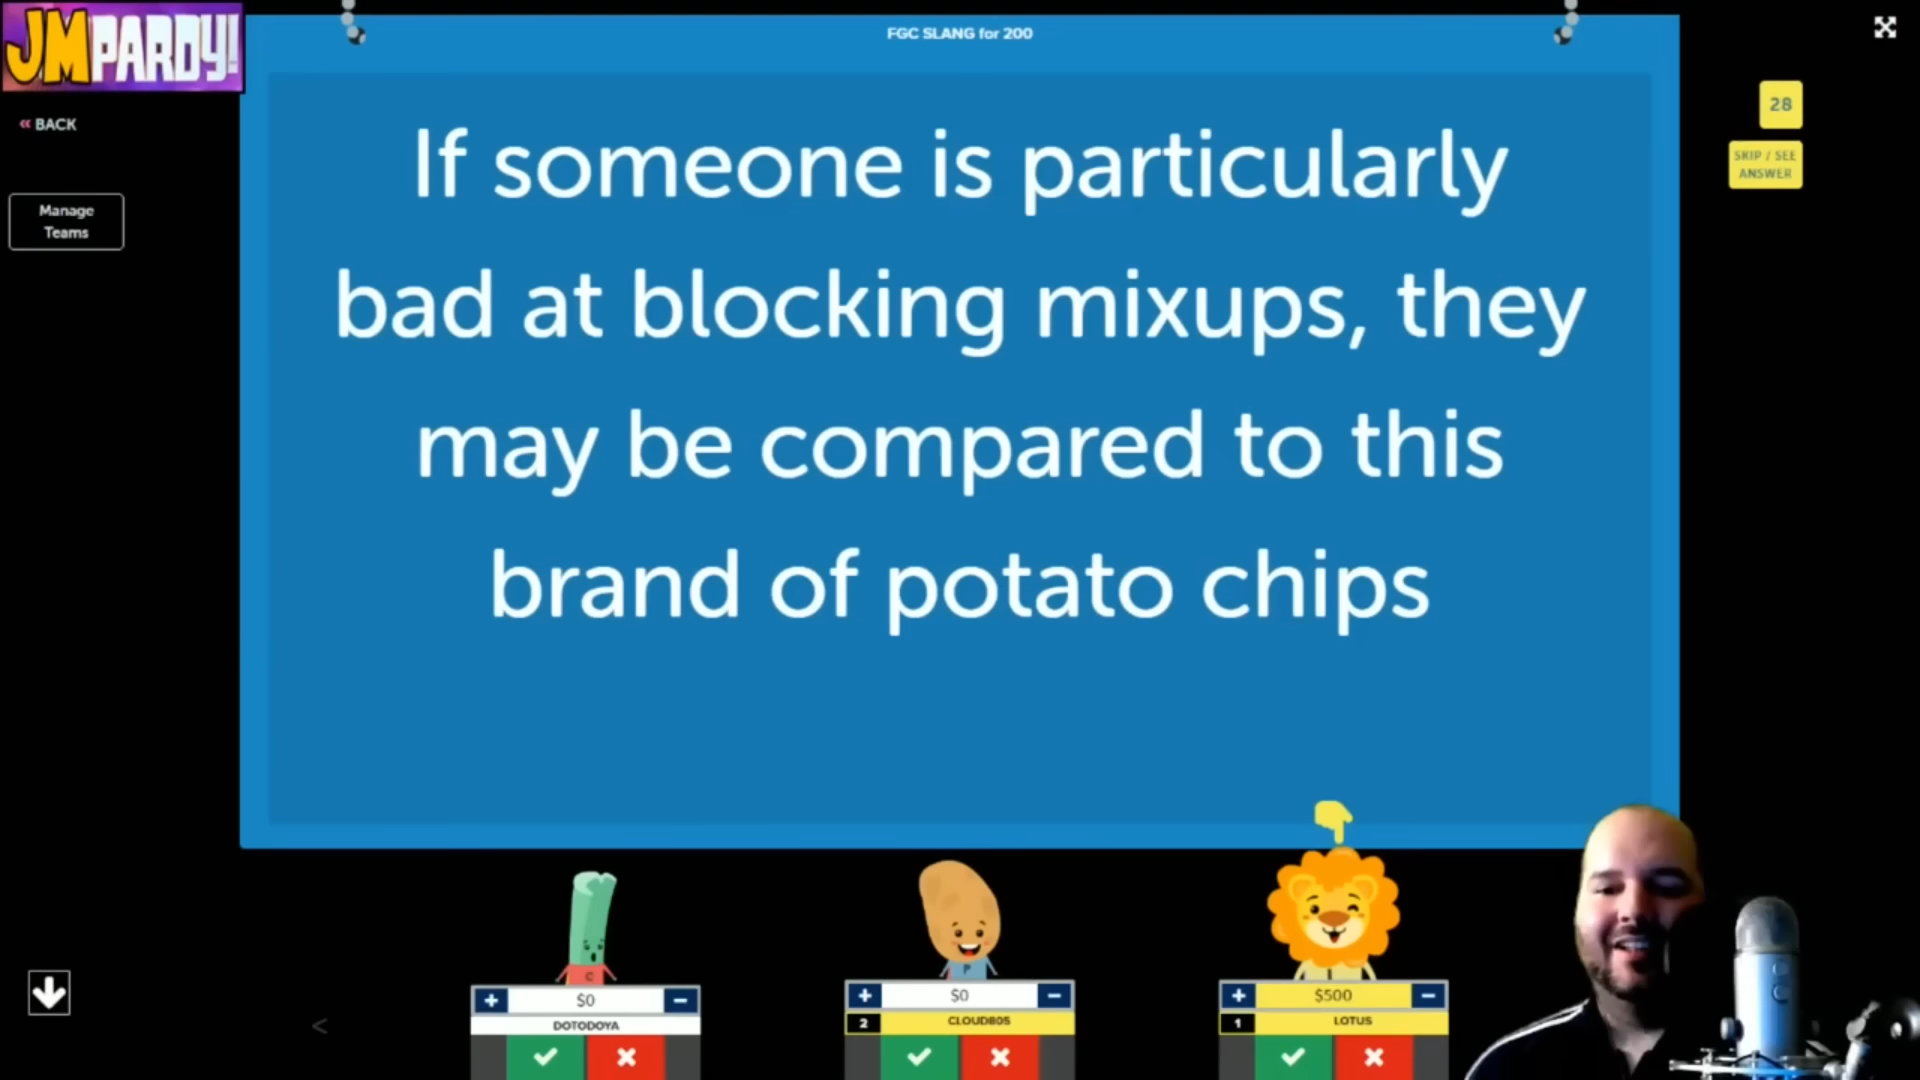 JMPARDY!
FGC SLANG for 200
« BACK
Manage
Teams
28
SKIP / SEE
ANSWER
If someone is particularly
bad at blocking mixups, they
may be compared to this
brand of potato chips
+ $0 −
DOTODOYA
+ $0 −
2 CLOUD805
+ $500 −
1 LOTUS
C
P
<